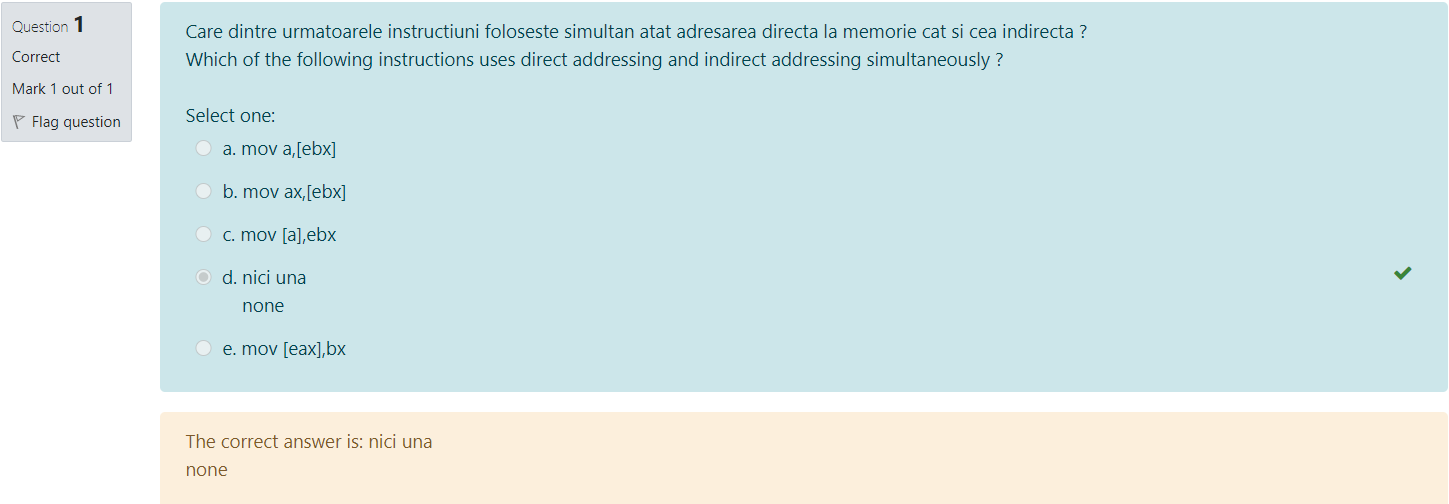 Question 1
Correct
Mark 1 out of 1
Flag question
Care dintre urmatoarele instructiuni foloseste simultan atat adresarea directa la memorie cat si cea indirecta ?
Which of the following instructions uses direct addressing and indirect addressing simultaneously ?
Select one:
a. mov a,[ebx]
b. mov ax,[ebx]
c. mov [a],ebx
d. nici una
none
e. mov [eax],bx
The correct answer is: nici una
none